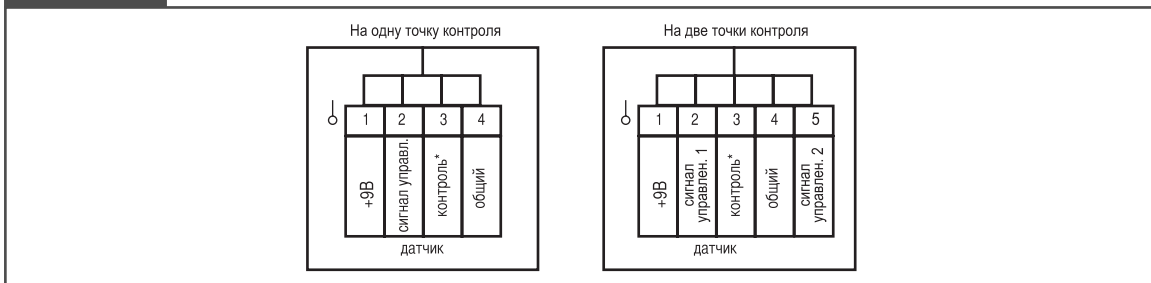 На одну точку контроля
1 2 3 4
+9В
сигнал управл.
контроль*
общий
датчик
На две точки контроля
1 2 3 4 5
+9В
сигнал
управлен. 1
контроль*
общий
сигнал
управлен. 2
датчик